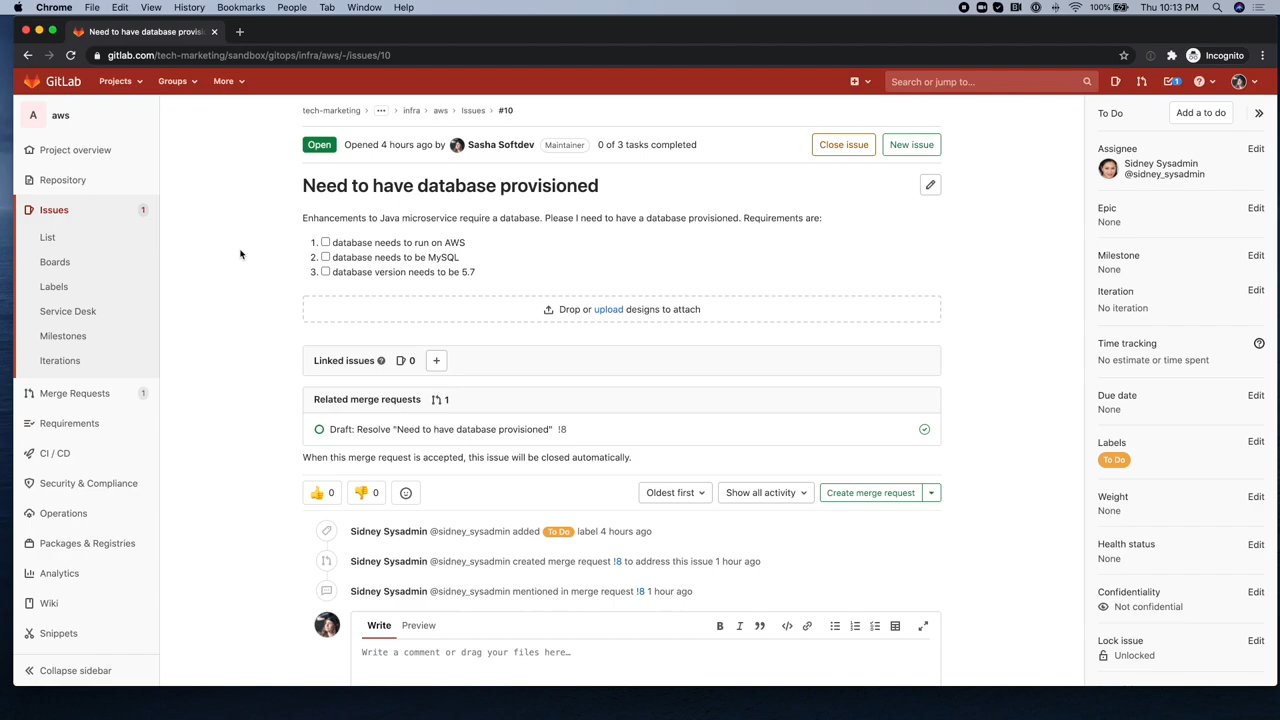 Chrome File Edit View History Bookmarks People Tab Window Help 100% Thu 10:13 PM
Need to have database provisi
gitlab.com/tech-marketing/sandbox/gitops/infra/aws/-/issues/10 Incognito
GitLab Projects Groups More Search or jump to... 1
A aws
Project overview
Repository
Issues 1
List
Boards
Labels
Service Desk
Milestones
Iterations
Merge Requests 1
Requirements
CI / CD
Security & Compliance
Operations
Packages & Registries
Analytics
Wiki
Snippets
Collapse sidebar
tech-marketing > ... > infra > aws > Issues > #10
Open Opened 4 hours ago by Sasha Softdev Maintainer 0 of 3 tasks completed Close issue New issue
Need to have database provisioned
Enhancements to Java microservice require a database. Please I need to have a database provisioned. Requirements are:
1. database needs to run on AWS
2. database needs to be MySQL
3. database version needs to be 5.7
Drop or upload designs to attach
Linked issues 0 +
Related merge requests 1
Draft: Resolve "Need to have database provisioned" !8
When this merge request is accepted, this issue will be closed automatically.
0 0 Oldest first Show all activity Create merge request
Sidney Sysadmin @sidney_sysadmin added To Do label 4 hours ago
Sidney Sysadmin @sidney_sysadmin created merge request !8 to address this issue 1 hour ago
Sidney Sysadmin @sidney_sysadmin mentioned in merge request !8 1 hour ago
Write Preview B I
Write a comment or drag your files here…
To Do Add a to do
Assignee Edit
Sidney Sysadmin
@sidney_sysadmin
Epic Edit
None
Milestone Edit
None
Iteration Edit
No iteration
Time tracking
No estimate or time spent
Due date Edit
None
Labels Edit
To Do
Weight Edit
None
Health status Edit
None
Confidentiality Edit
Not confidential
Lock issue Edit
Unlocked